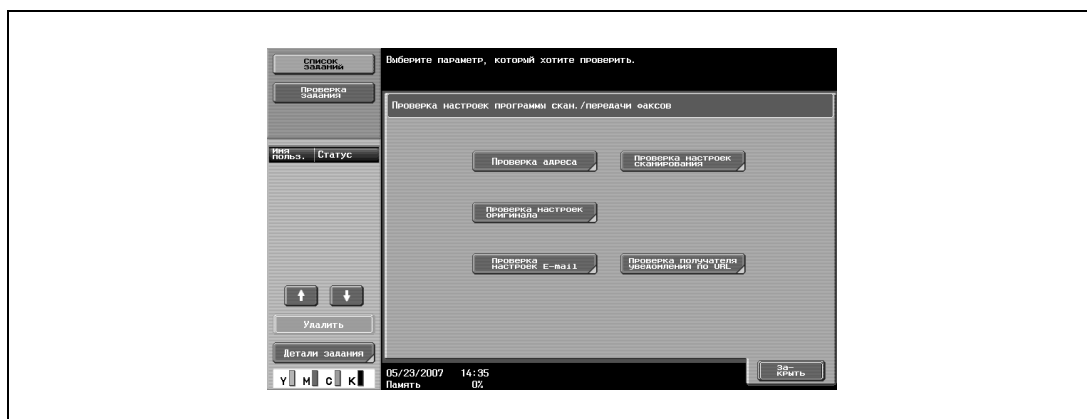 Список
заданий
Проверка
задания
Имя
польз.
Статус
Удалить
Детали задания
Y M C K
Выберите параметр, который хотите проверить.
Проверка настроек программы скан./передачи факсов
Проверка адреса
Проверка настроек
сканирования
Проверка настроек
оригинала
Проверка
настроек E-mail
Проверка получателя
уведомления по URL
05/23/2007 14:35
Память 0%
За-
крыть